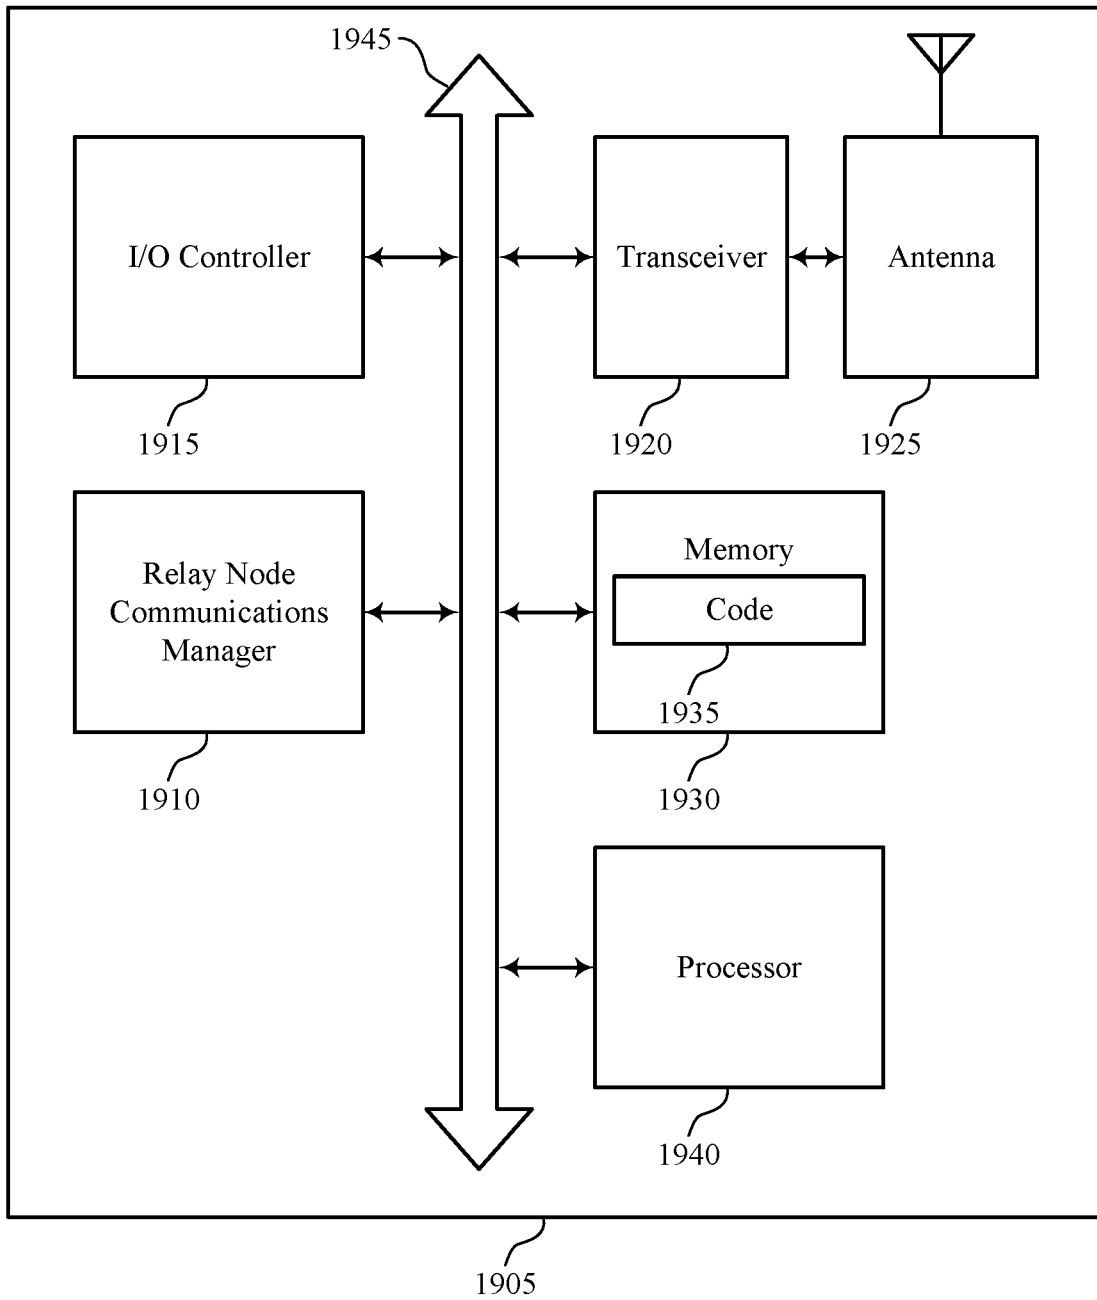 1945
I/O Controller
Transceiver
Antenna
1915
1920
1925
Relay Node
Communications
Manager
Memory
Code
1935
1910
1930
Processor
1940
1905